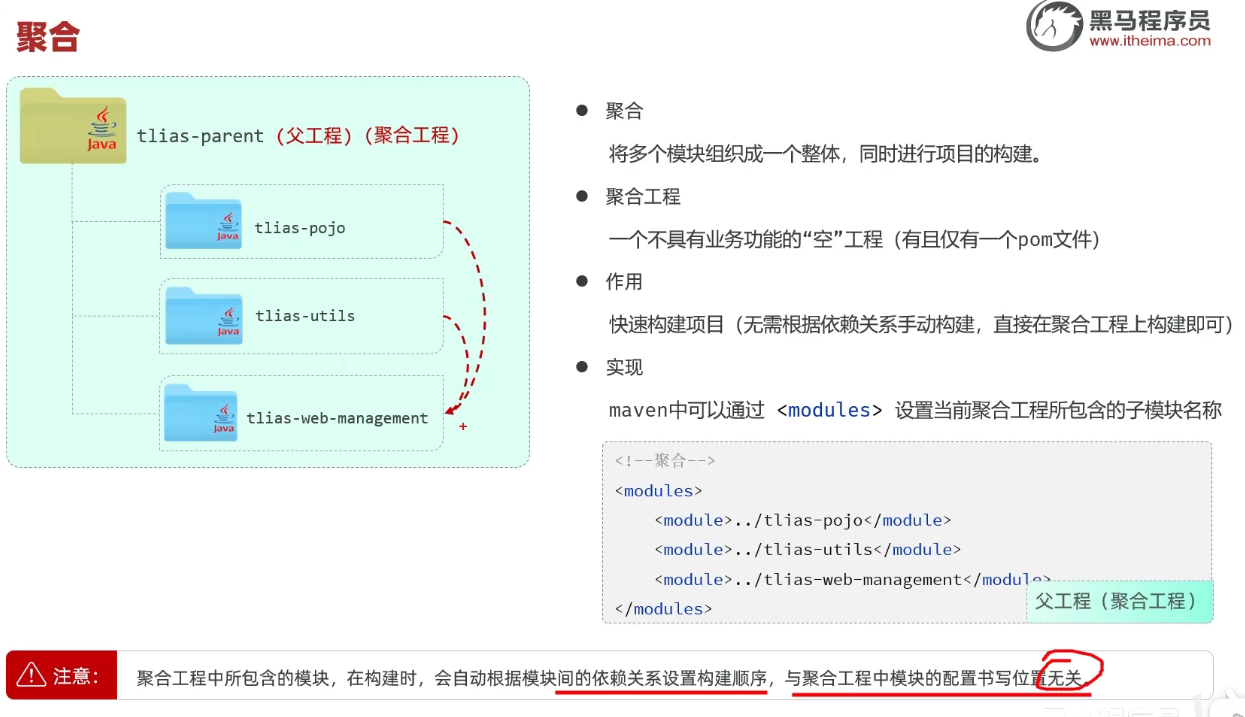 聚合
黑马程序员
www.itheima.com
Java
tlias-parent（父工程）（聚合工程）
Java
tlias-pojo
Java
tlias-utils
Java
tlias-web-management
+
● 聚合
将多个模块组织成一个整体，同时进行项目的构建。
● 聚合工程
一个不具有业务功能的“空”工程（有且仅有一个pom文件）
● 作用
快速构建项目（无需根据依赖关系手动构建，直接在聚合工程上构建即可）
● 实现
maven中可以通过 <modules> 设置当前聚合工程所包含的子模块名称
<!--聚合-->
<modules>
<module>../tlias-pojo</module>
<module>../tlias-utils</module>
<module>../tlias-web-management</module>
</modules>
父工程（聚合工程）
注意：
聚合工程中所包含的模块，在构建时，会自动根据模块间的依赖关系设置构建顺序，与聚合工程中模块的配置书写位置无关。